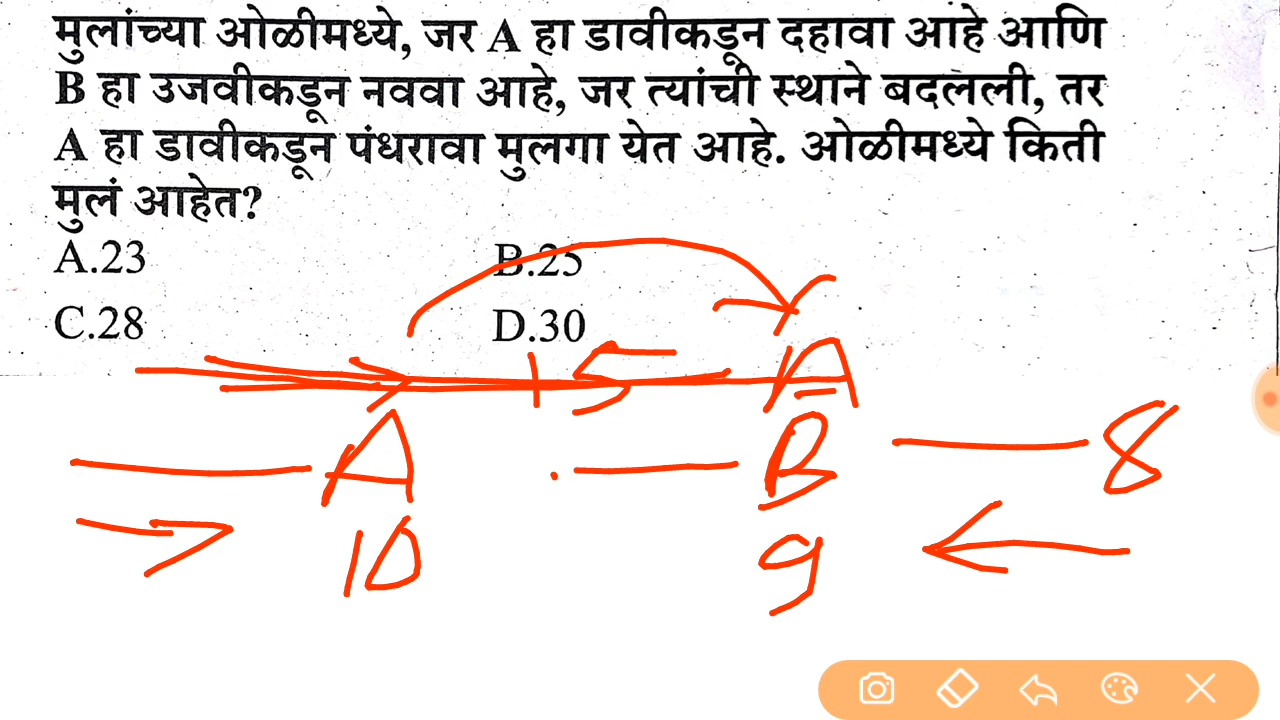 मुलांच्या ओळीमध्ये, जर A हा डावीकडून दहावा आहे आणि
B हा उजवीकडून नववा आहे, जर त्यांची स्थाने बदलली, तर
A हा डावीकडून पंधरावा मुलगा येत आहे. ओळीमध्ये किती
मुलं आहेत?
A.23 B.25
C.28 D.30
15 A
A B 8
10 9